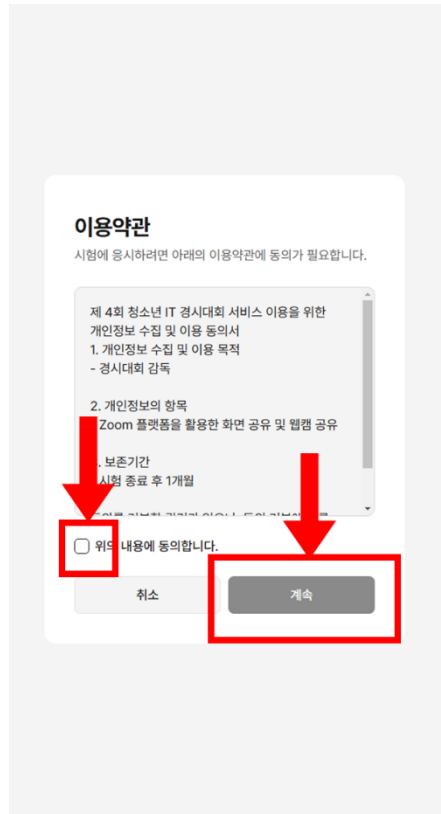 이용약관
시험에 응시하려면 아래의 이용약관에 동의가 필요합니다.
제 4회 청소년 IT 경시대회 서비스 이용을 위한
개인정보 수집 및 이용 동의서
1. 개인정보 수집 및 이용 목적
- 경시대회 감독
2. 개인정보의 항목
Zoom 플랫폼을 활용한 화면 공유 및 웹캠 공유
. 보존기간
시험 종료 후 1개월
위의 내용에 동의합니다.
취소
계속